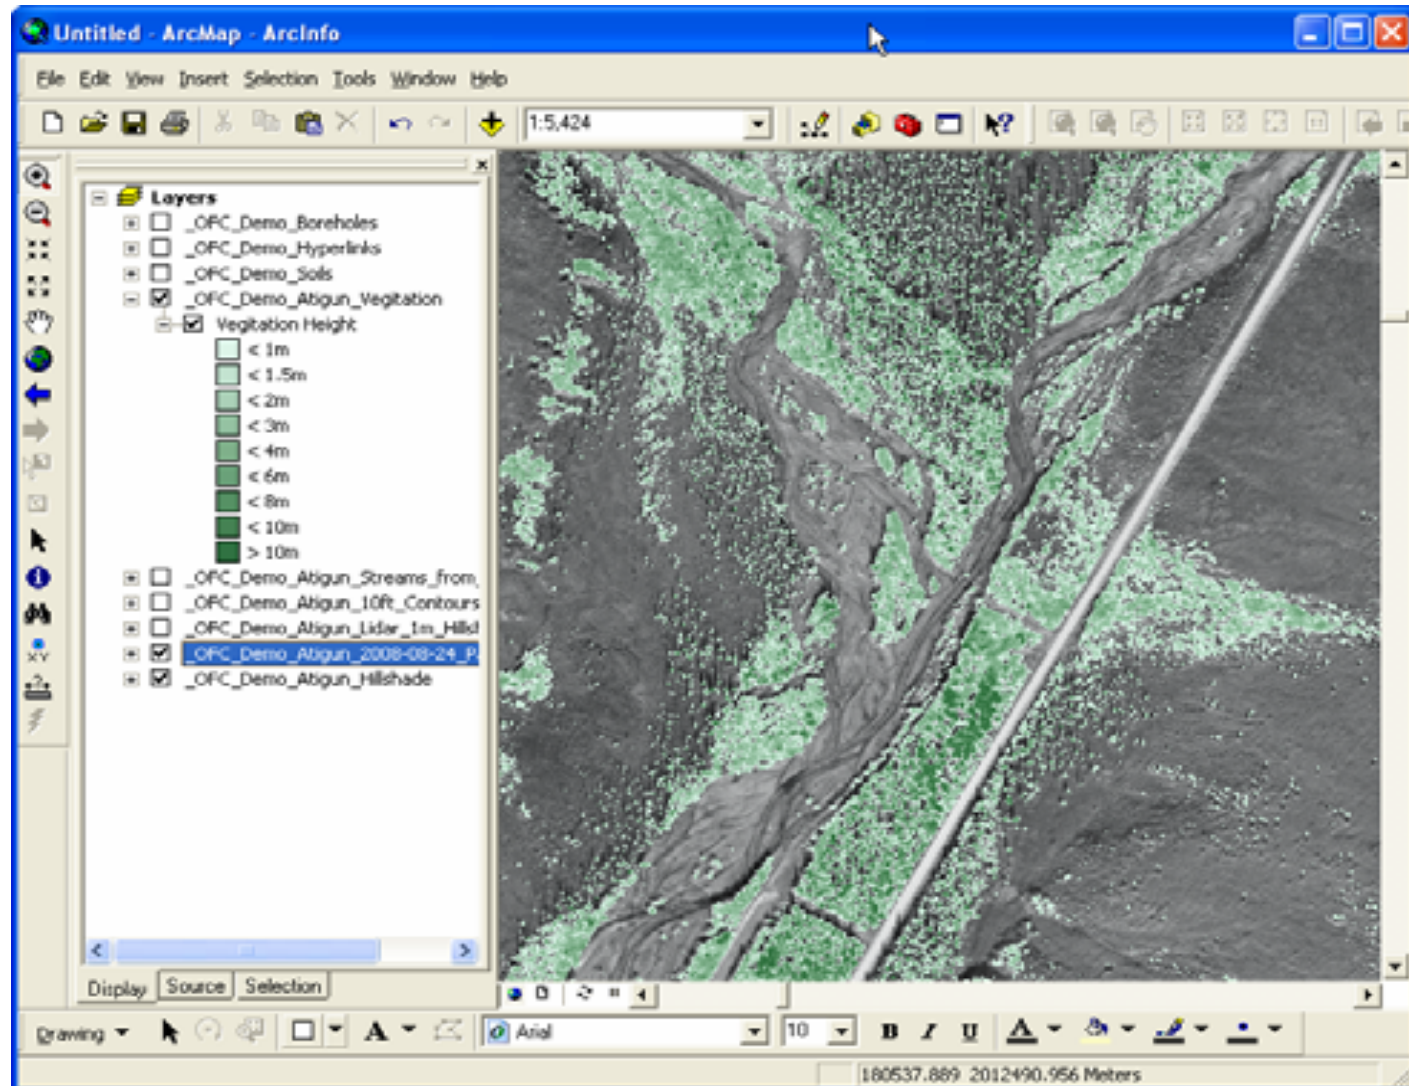 Untitled - ArcMap - ArcInfo
File Edit View Insert Selection Tools Window Help
1:5,424
Layers
_OFC_Demo_Boreholes
_OFC_Demo_Hyperlinks
_OFC_Demo_Soils
_OFC_Demo_Atigun_Vegitation
Vegitation Height
< 1m
< 1.5m
< 2m
< 3m
< 4m
< 6m
< 8m
< 10m
> 10m
_OFC_Demo_Atigun_Streams_from_
_OFC_Demo_Atigun_10ft_Contours
_OFC_Demo_Atigun_Lidar_1m_Hills
_OFC_Demo_Atigun_2008-08-24_P
_OFC_Demo_Atigun_Hillshade
Display Source Selection
Drawing A Arial 10 B I U A
180537.889 2012490.956 Meters